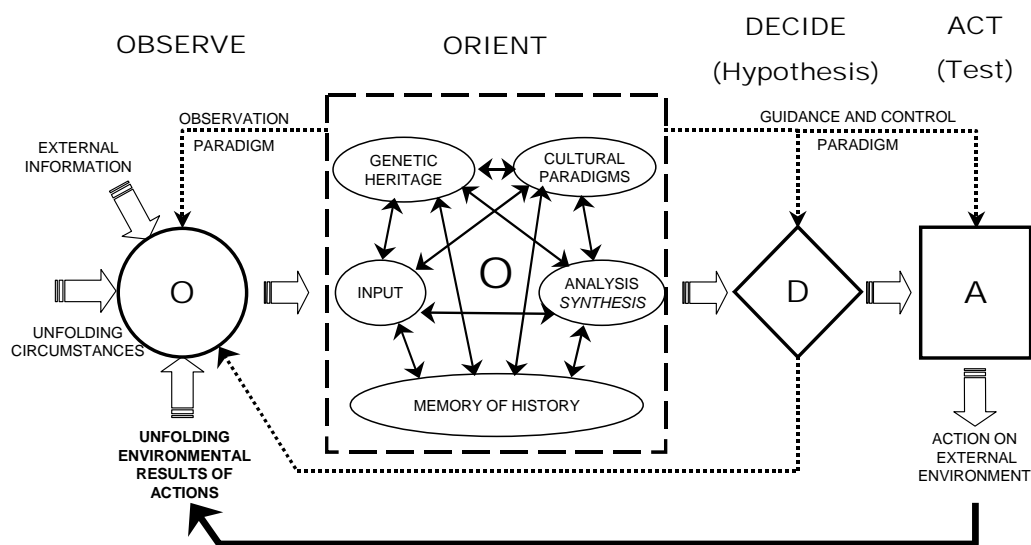 OBSERVE
ORIENT
DECIDE
(Hypothesis)
ACT
(Test)
OBSERVATION
PARADIGM
GUIDANCE AND CONTROL
PARADIGM
EXTERNAL
INFORMATION
GENETIC
HERITAGE
CULTURAL
PARADIGMS
O
INPUT
O
ANALYSIS
SYNTHESIS
D
A
UNFOLDING
CIRCUMSTANCES
MEMORY OF HISTORY
UNFOLDING
ENVIRONMENTAL
RESULTS OF
ACTIONS
ACTION ON
EXTERNAL
ENVIRONMENT